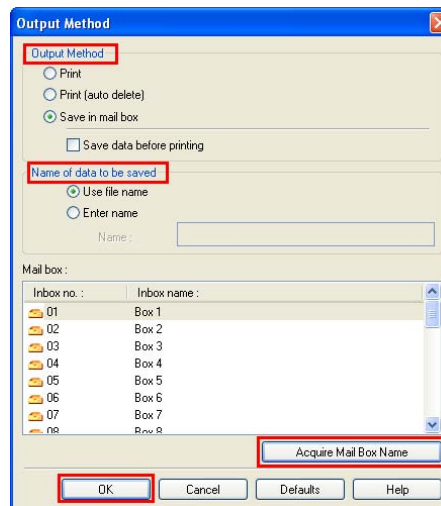 Output Method
Output Method
Print
Print (auto delete)
Save in mail box
Save data before printing
Name of data to be saved
Use file name
Enter name
Name :
Mail box :
Inbox no. : Inbox name :
01 Box 1
02 Box 2
03 Box 3
04 Box 4
05 Box 5
06 Box 6
07 Box 7
08 Box 8
Acquire Mail Box Name
OK Cancel Defaults Help